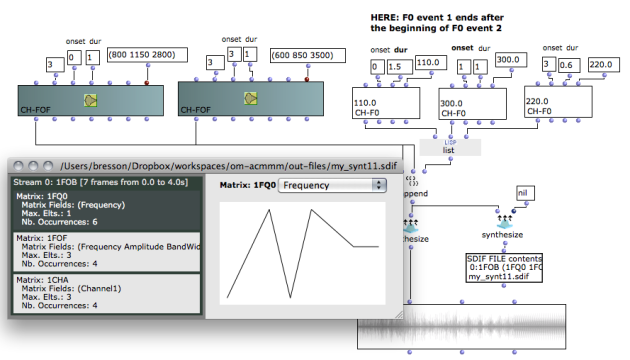 HERE: F0 event 1 ends after
the beginning of F0 event 2
onset dur
3
0
1
(800 1150 2800)
CH-FOF
onset dur
3
3
1
(600 850 3500)
CH-FOF
onset dur
0
1.5
110.0
110.0
CH-F0
onset dur
1
1
300.0
300.0
CH-F0
onset dur
3
0.6
220.0
220.0
CH-F0
LISP
list
/Users/bresson/Dropbox/workspaces/om-acmmm/out-files/my_synt11.sdif
Stream 0: 1FOB [7 frames from 0.0 to 4.0s]
Matrix: 1FQ0
Matrix Fields: (Frequency)
Max. Elts.: 1
Nb. Occurrences: 6
Matrix: 1FOF
Matrix Fields: (Frequency Amplitude BandWid
Max. Elts.: 3
Nb. Occurrences: 4
Matrix: 1CHA
Matrix Fields: (Channel1)
Max. Elts.: 3
Nb. Occurrences: 4
Matrix: 1FQ0
Frequency
ppend
nil
hesize
synthesize
SDIF FILE contents
0:1FOB (1FQ0 1FO
my_synt11.sdif